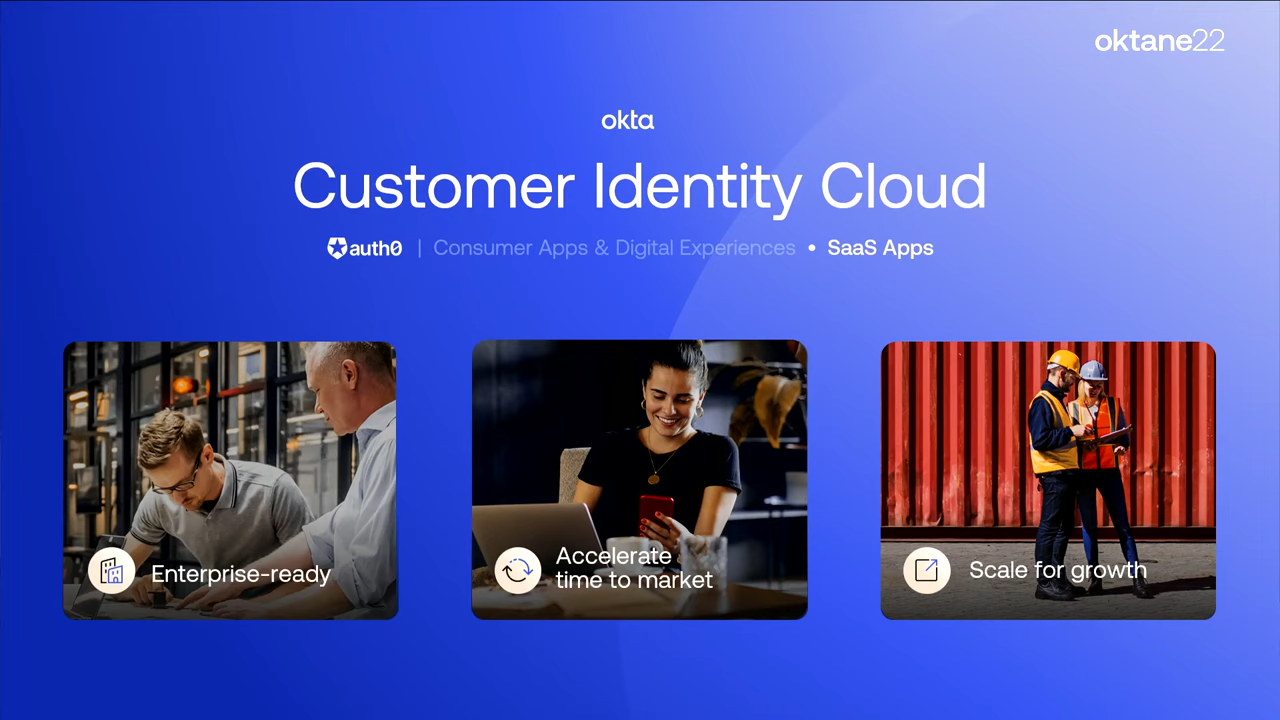 oktane22
okta
Customer Identity Cloud
auth0 | Consumer Apps & Digital Experiences • SaaS Apps
Enterprise-ready
Accelerate
time to market
Scale for growth